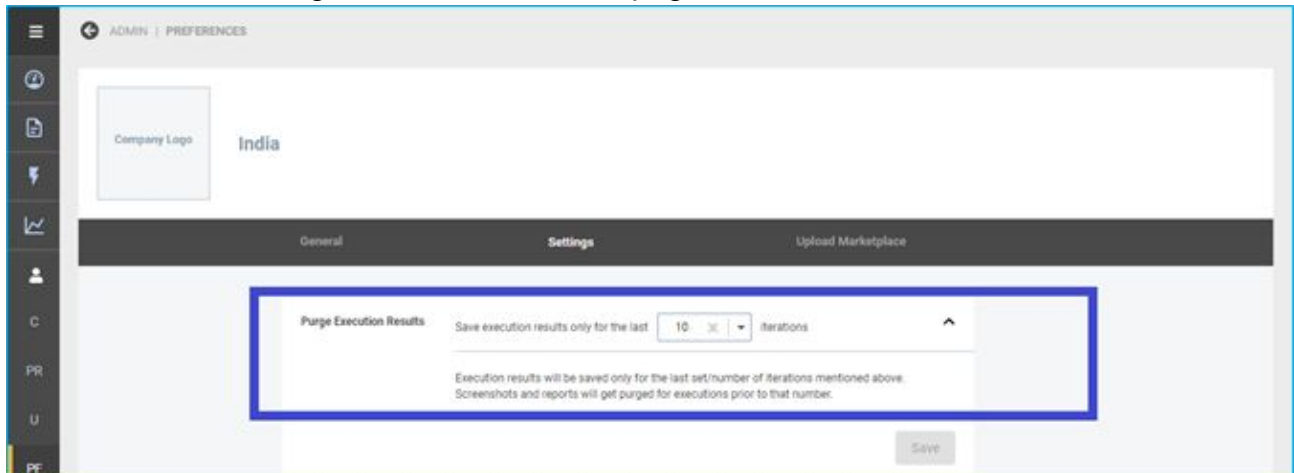 ADMIN | PREFERENCES
Company Logo
India
General Settings Upload Marketplace
Purge Execution Results Save execution results only for the last 10 iterations
Execution results will be saved only for the last set/number of iterations mentioned above.
Screenshots and reports will get purged for executions prior to that number.
C
PR
U
Save
PF